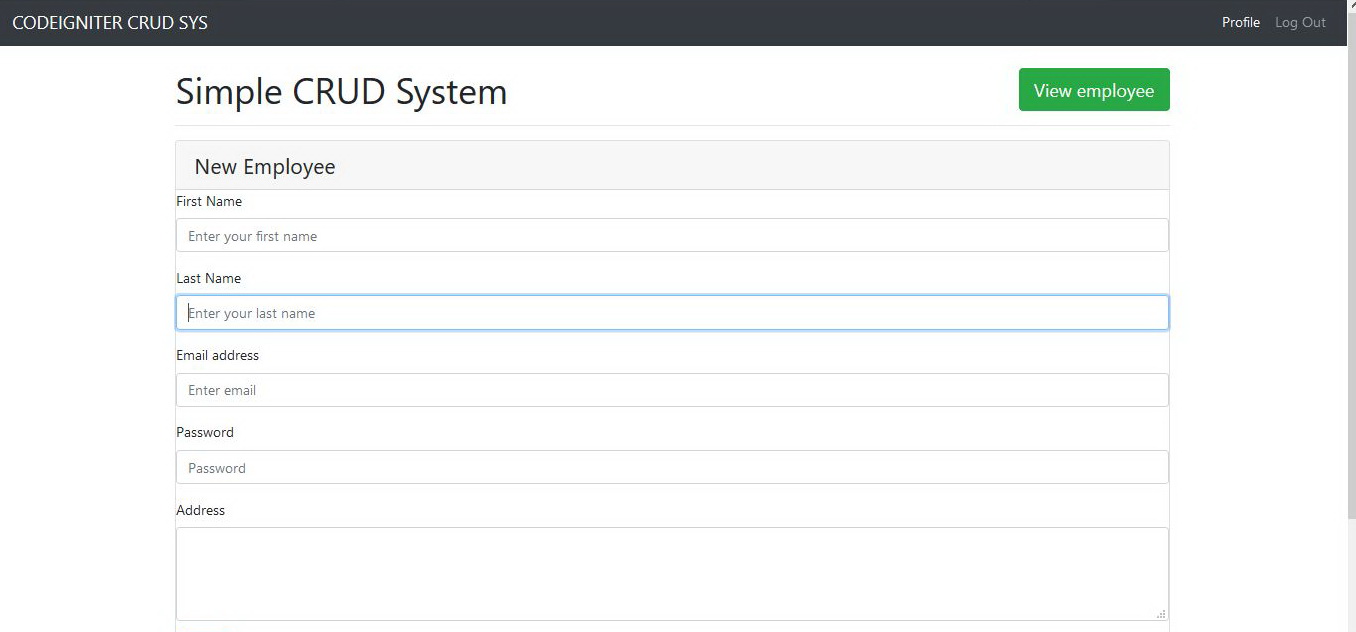 CODEIGNITER CRUD SYS
Profile Log Out
Simple CRUD System
View employee
New Employee
First Name
Enter your first name
Last Name
Enter your last name
Email address
Enter email
Password
Password
Address